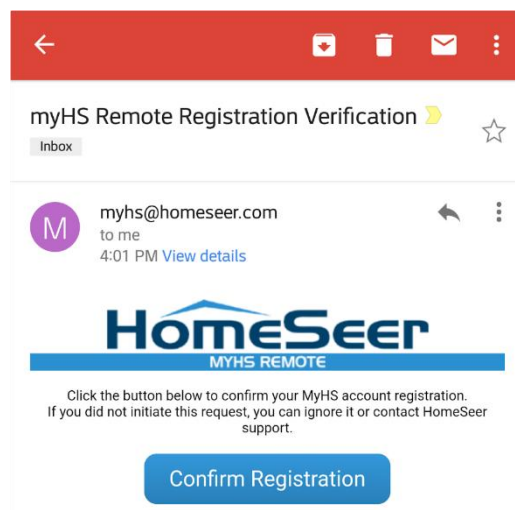 myHS Remote Registration Verification
Inbox
M
myhs@homeseer.com
to me
4:01 PM View details
HomeSeer
MYHS REMOTE
Click the button below to confirm your MyHS account registration.
If you did not initiate this request, you can ignore it or contact HomeSeer
support.
Confirm Registration